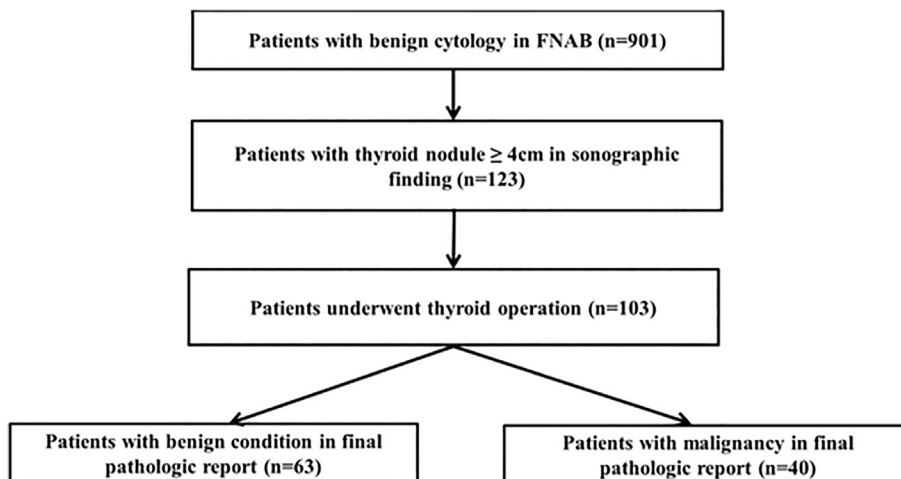 Patients with benign cytology in FNAB (n=901)
Patients with thyroid nodule ≥ 4cm in sonographic
finding (n=123)
Patients underwent thyroid operation (n=103)
Patients with benign condition in final
pathologic report (n=63)
Patients with malignancy in final
pathologic report (n=40)